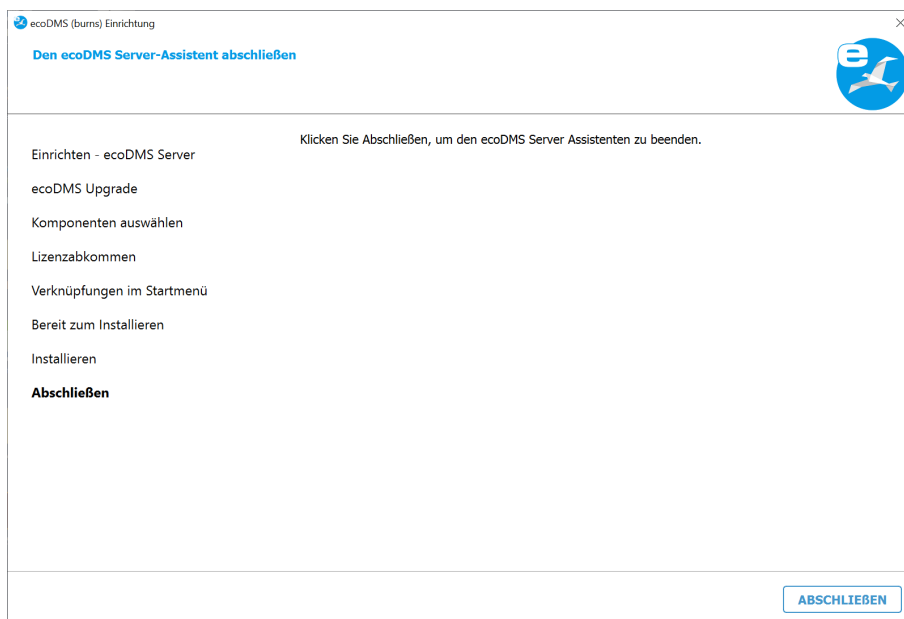 ecoDMS (burns) Einrichtung
Den ecoDMS Server-Assistent abschließen
e
Klicken Sie Abschließen, um den ecoDMS Server Assistenten zu beenden.
Einrichten - ecoDMS Server
ecoDMS Upgrade
Komponenten auswählen
Lizenzabkommen
Verknüpfungen im Startmenü
Bereit zum Installieren
Installieren
Abschließen
ABSCHLIEßEN